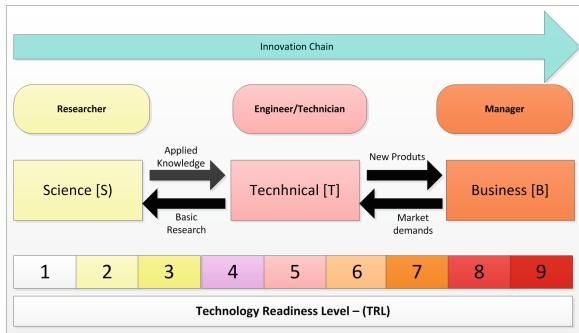 Innovation Chain
Researcher
Engineer/Technician
Manager
Applied
Knowledge
New Produts
Science [S]
Tecnhnical [T]
Business [B]
Basic
Research
Market
demands
1 2 3 4 5 6 7 8 9
Technology Readiness Level – (TRL)